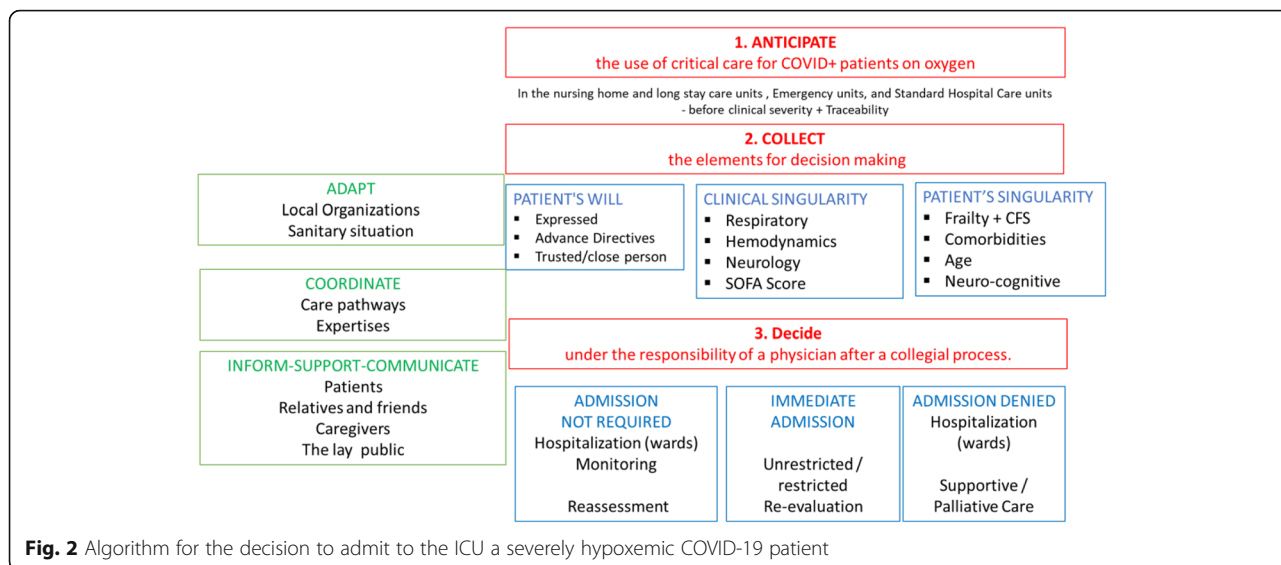 1. ANTICIPATE
the use of critical care for COVID+ patients on oxygen
In the nursing home and long stay care units , Emergency units, and Standard Hospital Care units
- before clinical severity + Traceability
2. COLLECT
the elements for decision making
ADAPT
Local Organizations
Sanitary situation
COORDINATE
Care pathways
Expertises
INFORM-SUPPORT-COMMUNICATE
Patients
Relatives and friends
Caregivers
The lay public
PATIENT'S WILL
▪ Expressed
▪ Advance Directives
▪ Trusted/close person
CLINICAL SINGULARITY
▪ Respiratory
▪ Hemodynamics
▪ Neurology
▪ SOFA Score
PATIENT'S SINGULARITY
▪ Frailty + CFS
▪ Comorbidities
▪ Age
▪ Neuro-cognitive
3. Decide
under the responsibility of a physician after a collegial process.
ADMISSION
NOT REQUIRED
Hospitalization (wards)
Monitoring
Reassessment
IMMEDIATE
ADMISSION
Unrestricted /
restricted
Re-evaluation
ADMISSION DENIED
Hospitalization
(wards)
Supportive /
Palliative Care
Fig. 2 Algorithm for the decision to admit to the ICU a severely hypoxemic COVID-19 patient